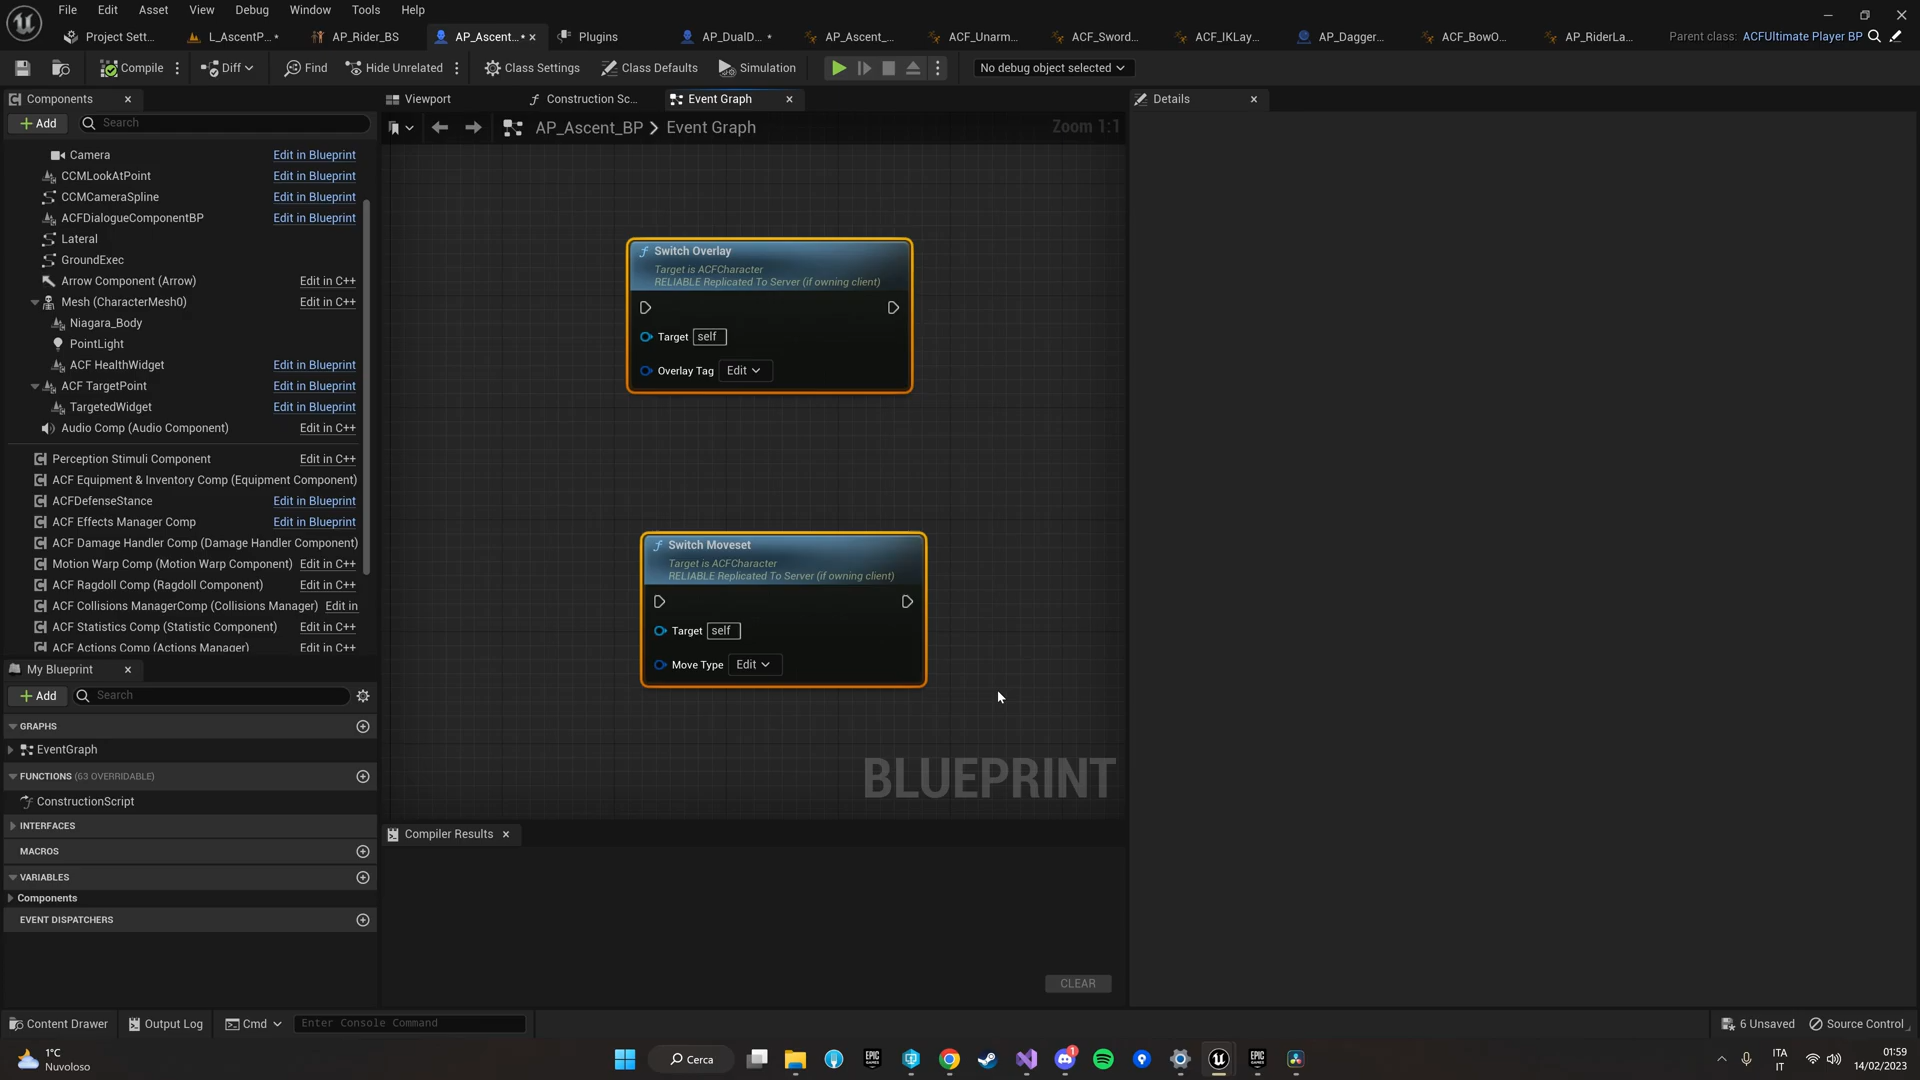 File Edit Asset View Debug Window Tools Help
Project Sett... L_AscentP... • AP_Rider_BS AP_Ascent... • Plugins AP_DualD... • AP_Ascent_... ACF_Unarm... ACF_Sword... ACF_IKLay... AP_Dagger... ACF_BowO... AP_RiderLa... Parent class: ACFUltimate Player BP
Compile Diff Find Hide Unrelated Class Settings Class Defaults Simulation No debug object selected
Components
Add Search
Camera Edit in Blueprint
CCMLookAtPoint Edit in Blueprint
CCMCameraSpline Edit in Blueprint
ACFDialogueComponentBP Edit in Blueprint
Lateral
GroundExec
Arrow Component (Arrow) Edit in C++
Mesh (CharacterMesh0) Edit in C++
Niagara_Body
PointLight
ACF HealthWidget Edit in Blueprint
ACF TargetPoint Edit in Blueprint
TargetedWidget Edit in Blueprint
Audio Comp (Audio Component) Edit in C++
Perception Stimuli Component Edit in C++
ACF Equipment & Inventory Comp (Equipment Component)
ACFDefenseStance Edit in Blueprint
ACF Effects Manager Comp Edit in Blueprint
ACF Damage Handler Comp (Damage Handler Component)
Motion Warp Comp (Motion Warp Component) Edit in C++
ACF Ragdoll Comp (Ragdoll Component) Edit in C++
ACF Collisions ManagerComp (Collisions Manager) Edit in
ACF Statistics Comp (Statistic Component) Edit in C++
ACF Actions Comp (Actions Manager) Edit in C++
My Blueprint
Add Search
GRAPHS
EventGraph
FUNCTIONS (63 OVERRIDABLE)
ConstructionScript
INTERFACES
MACROS
VARIABLES
Components
EVENT DISPATCHERS
Viewport Construction Sc... Event Graph
AP_Ascent_BP Event Graph Zoom 1:1
Switch Overlay
Target is ACFCharacter
RELIABLE Replicated To Server (if owning client)
Target self
Overlay Tag Edit
Switch Moveset
Target is ACFCharacter
RELIABLE Replicated To Server (if owning client)
Target self
Move Type Edit
BLUEPRINT
Compiler Results
CLEAR
Details
Content Drawer Output Log Cmd Enter Console Command 6 Unsaved Source Control
1°C
Nuvoloso
Cerca
EPIC GAMES
1
EPIC GAMES
ITA
IT
01:59
14/02/2023